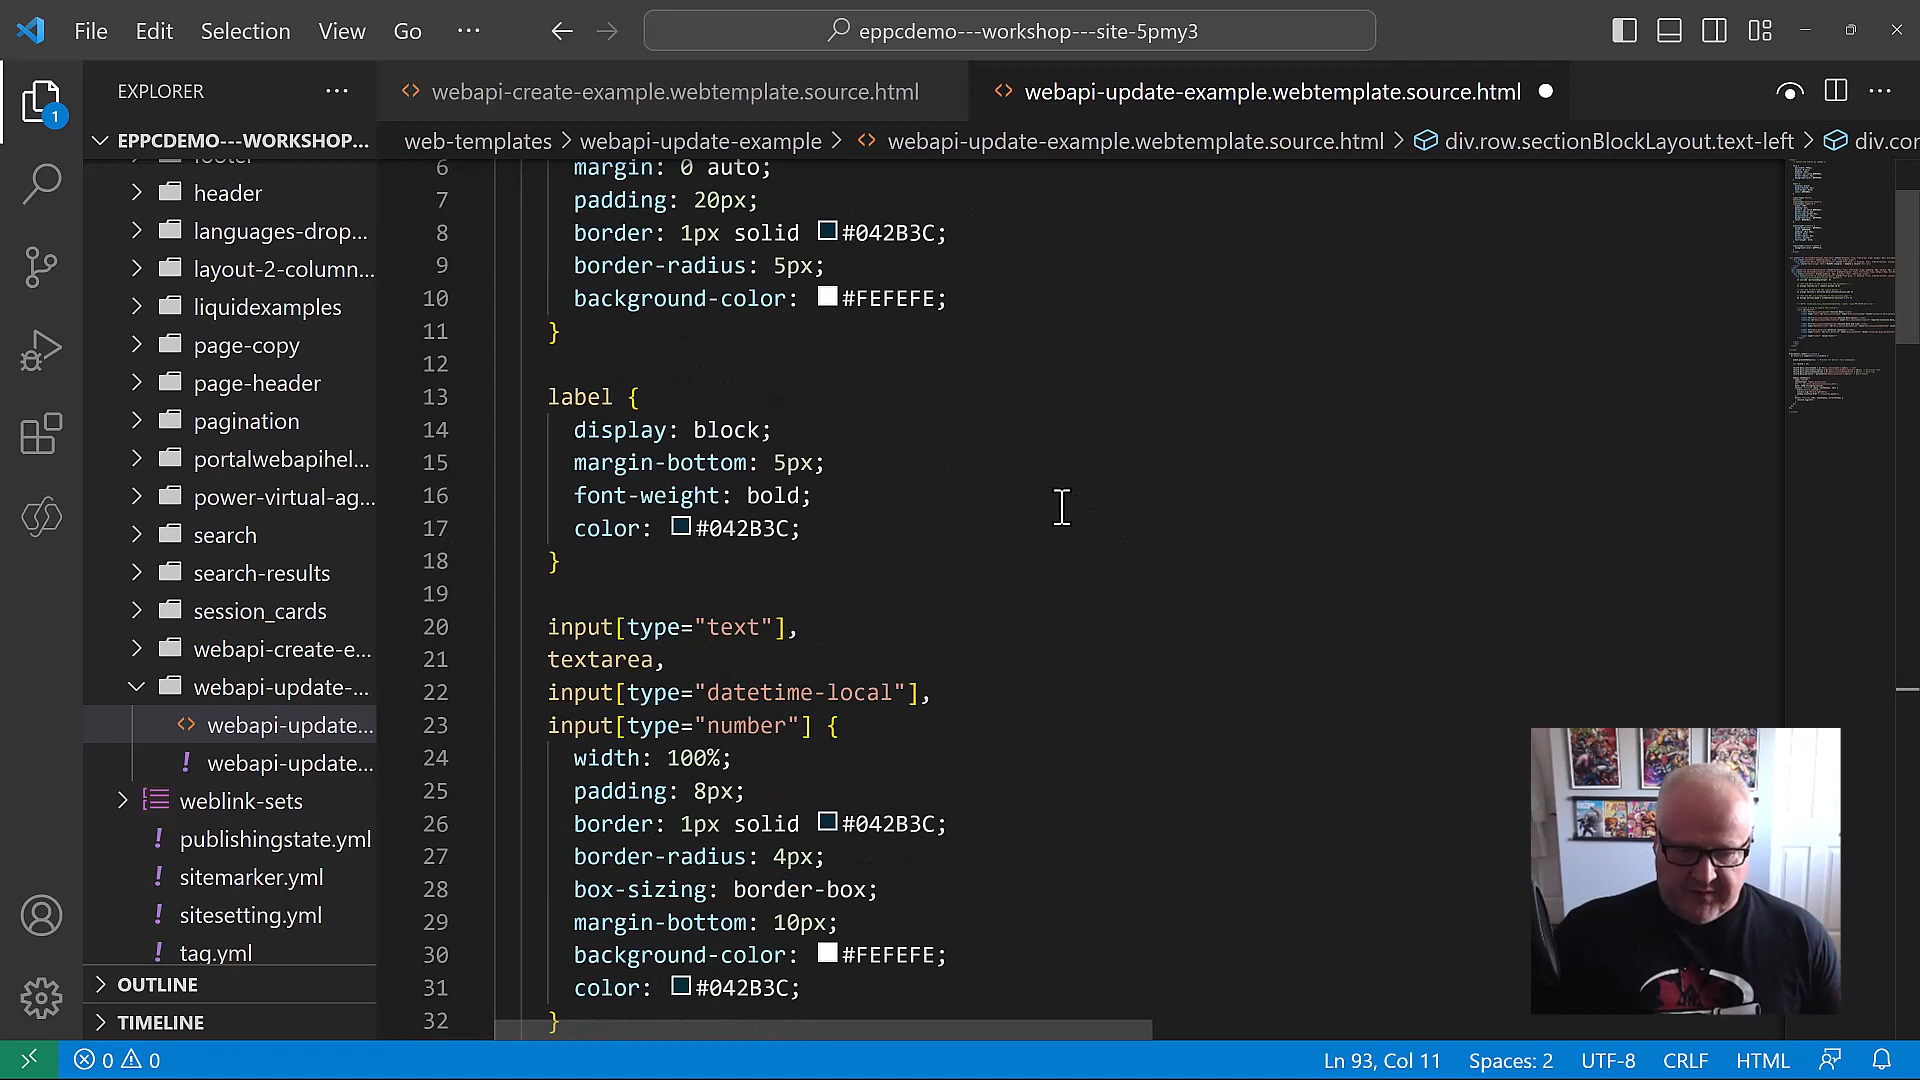 File Edit Selection View Go ···
eppcdemo---workshop---site-5pmy3
EXPLORER ···
webapi-create-example.webtemplate.source.html
webapi-update-example.webtemplate.source.html
EPPCDEMO---WORKSHOP...
web-templates > webapi-update-example > webapi-update-example.webtemplate.source.html > div.row.sectionBlockLayout.text-left > div.cor
1
footer
header
languages-drop...
layout-2-column...
liquidexamples
page-copy
page-header
pagination
portalwebapihel...
power-virtual-ag...
search
search-results
session_cards
webapi-create-e...
webapi-update-...
webapi-update...
webapi-update...
weblink-sets
publishingstate.yml
sitemarker.yml
sitesetting.yml
tag.yml
OUTLINE
TIMELINE
6 margin: 0 auto;
7 padding: 20px;
8 border: 1px solid #042B3C;
9 border-radius: 5px;
10 background-color: #FEFEFE;
11 }
12
13 label {
14 display: block;
15 margin-bottom: 5px;
16 font-weight: bold;
17 color: #042B3C;
18 }
19
20 input[type="text"],
21 textarea,
22 input[type="datetime-local"],
23 input[type="number"] {
24 width: 100%;
25 padding: 8px;
26 border: 1px solid #042B3C;
27 border-radius: 4px;
28 box-sizing: border-box;
29 margin-bottom: 10px;
30 background-color: #FEFEFE;
31 color: #042B3C;
32 }
0 0 Ln 93, Col 11 Spaces: 2 UTF-8 CRLF HTML